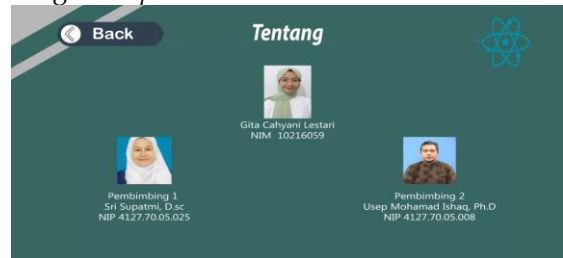 Back
Tentang
Gita Cahyani Lestari
NIM 10216059
Pembimbing 1
Sri Supatmi, D.sc
NIP 4127.70.05.025
Pembimbing 2
Usep Mohamad Ishaq, Ph.D
NIP 4127.70.05.008